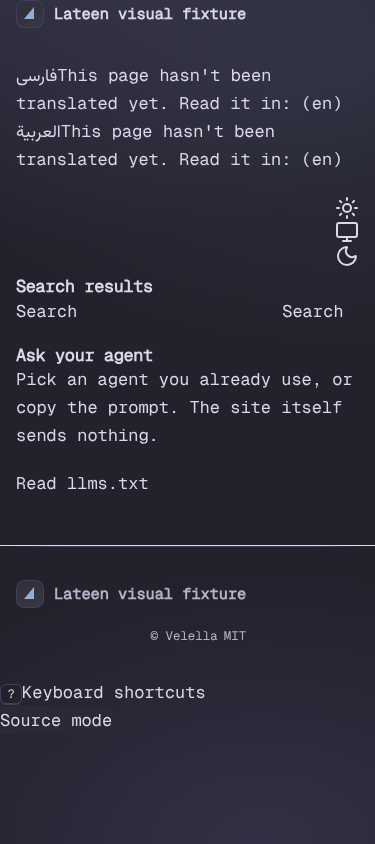 Lateen visual fixture
فارسیThis page hasn't been
translated yet. Read it in: (en)
العربيةThis page hasn't been
translated yet. Read it in: (en)
Search results
Search Search
Ask your agent
Pick an agent you already use, or
copy the prompt. The site itself
sends nothing.
Read llms.txt
Lateen visual fixture
© Velella MIT
?Keyboard shortcuts
Source mode